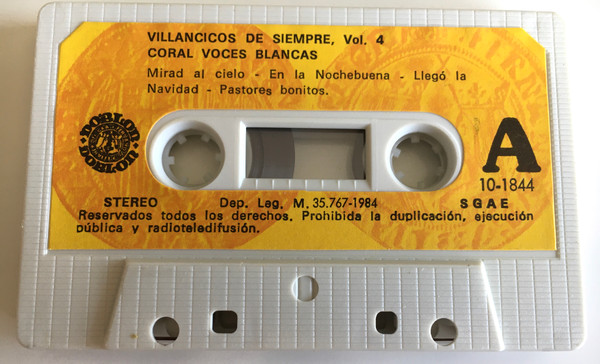 VILLANCICOS DE SIEMPRE, Vol. 4
CORAL VOCES BLANCAS
Mirad al cielo - En la Nochebuena - Llegó la
Navidad - Pastores bonitos.
DOBLON
DOBLON
A
10-1844
STEREO Dep. Leg. M. 35.767-1984 SGAE
Reservados todos los derechos. Prohibida la duplicación, ejecución
pública y radioteledifusión.